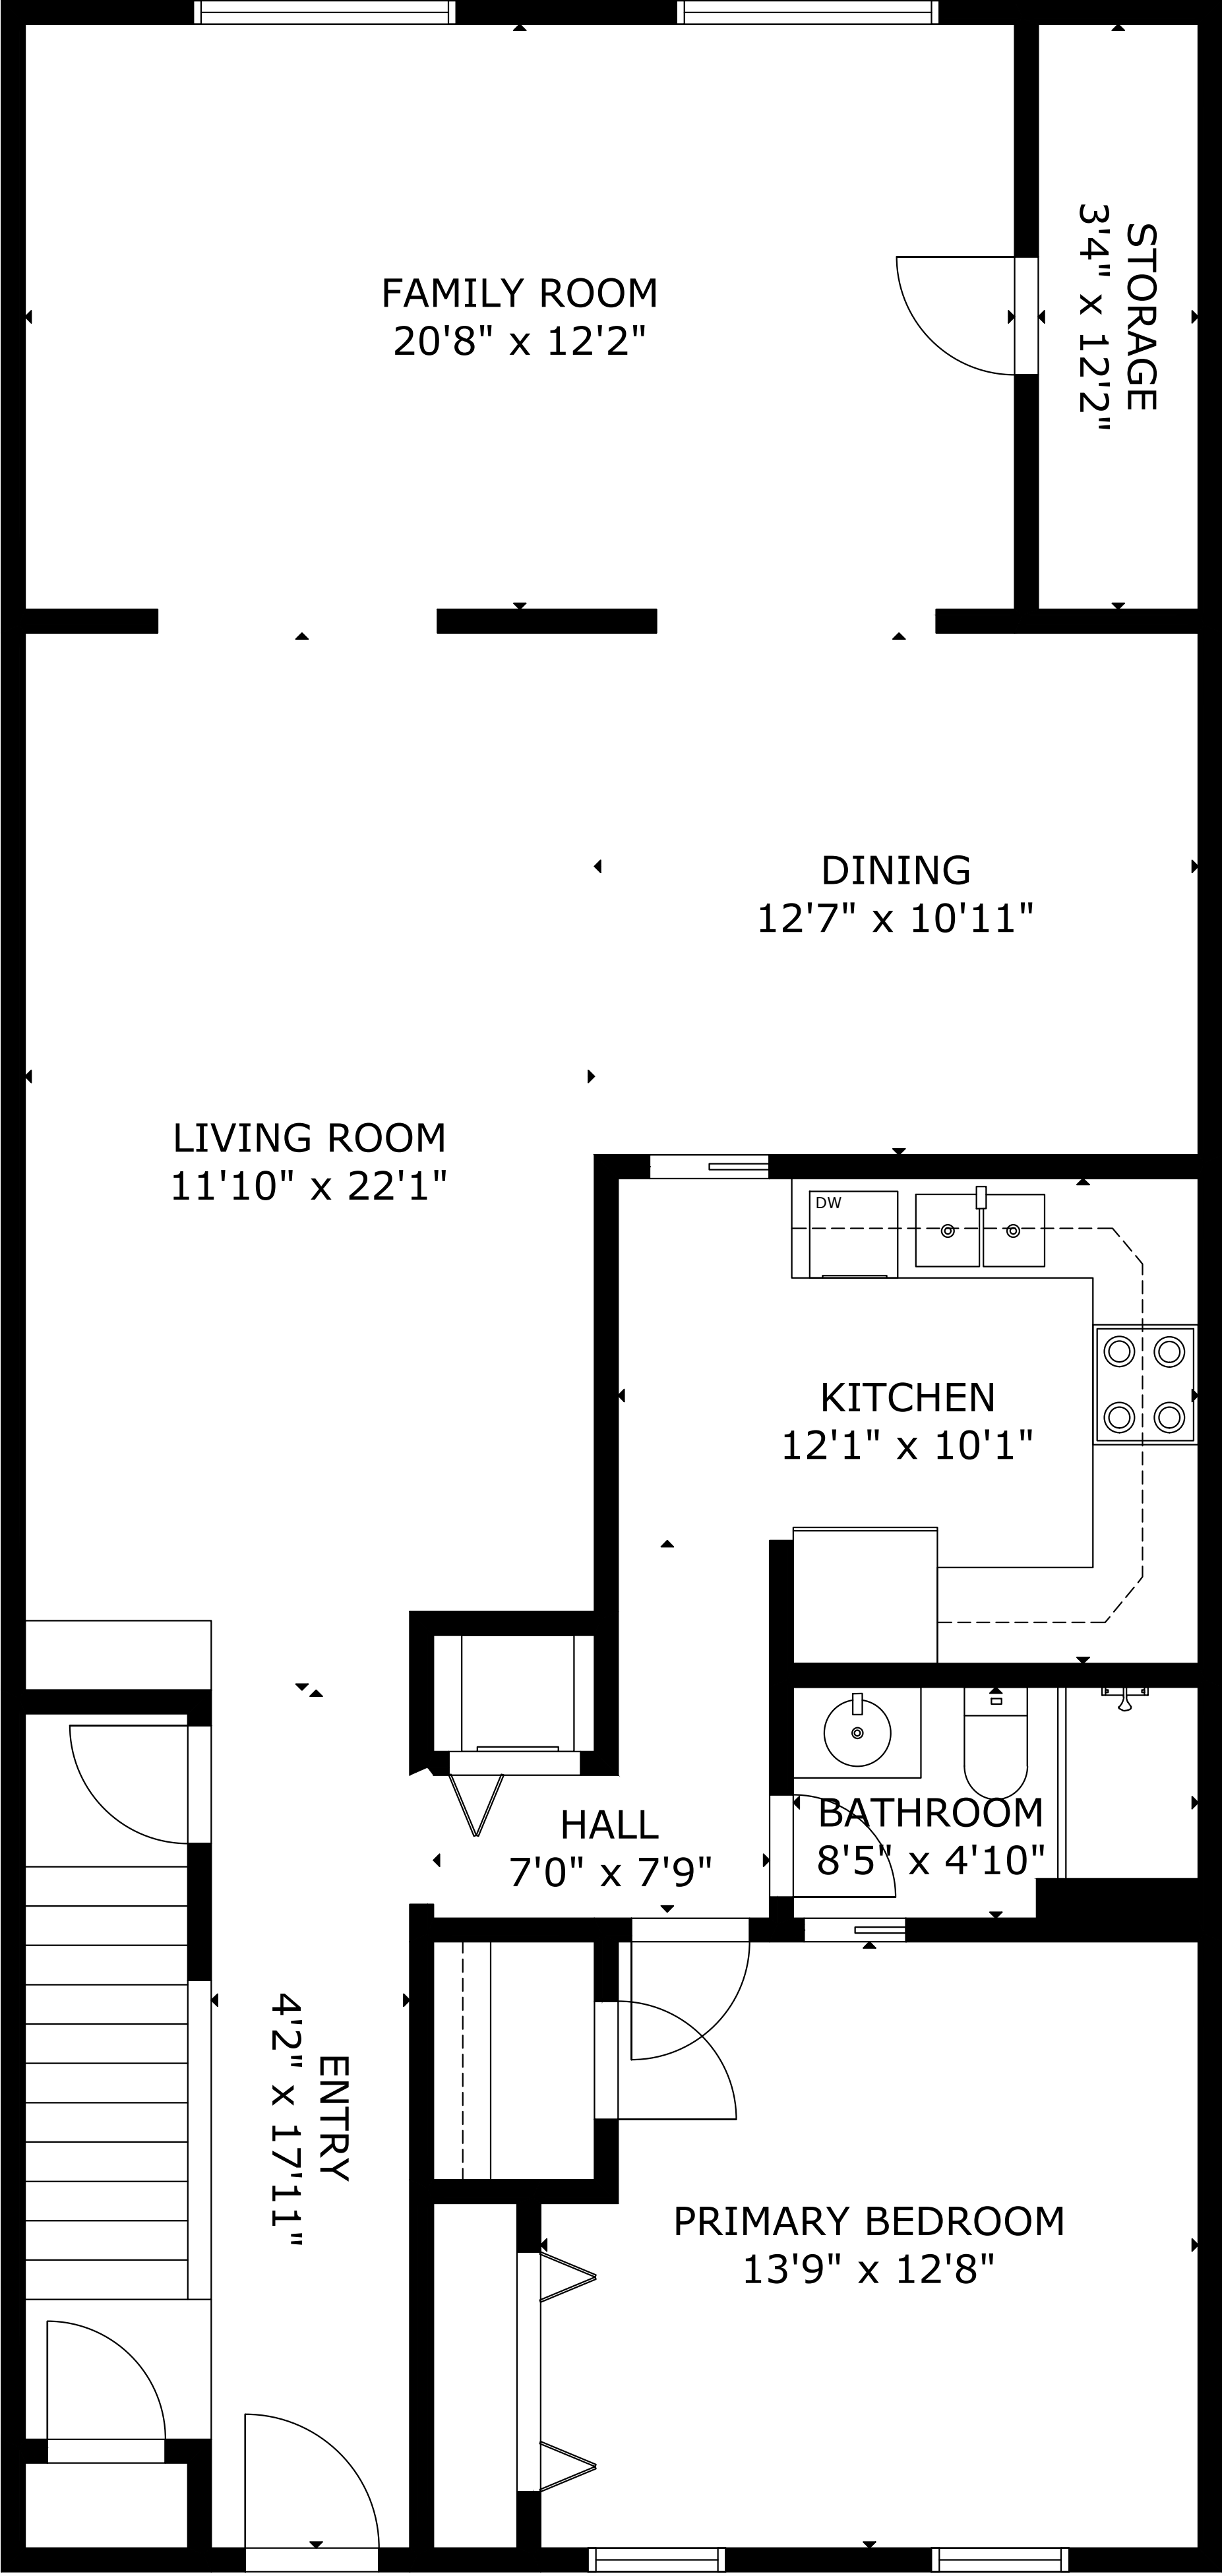 FAMILY ROOM
20'8" x 12'2"
STORAGE
3'4" x 12'2"
DINING
12'7" x 10'11"
LIVING ROOM
11'10" x 22'1"
DW
KITCHEN
12'1" x 10'1"
HALL
7'0" x 7'9"
BATHROOM
8'5" x 4'10"
ENTRY
4'2" x 17'11"
PRIMARY BEDROOM
13'9" x 12'8"